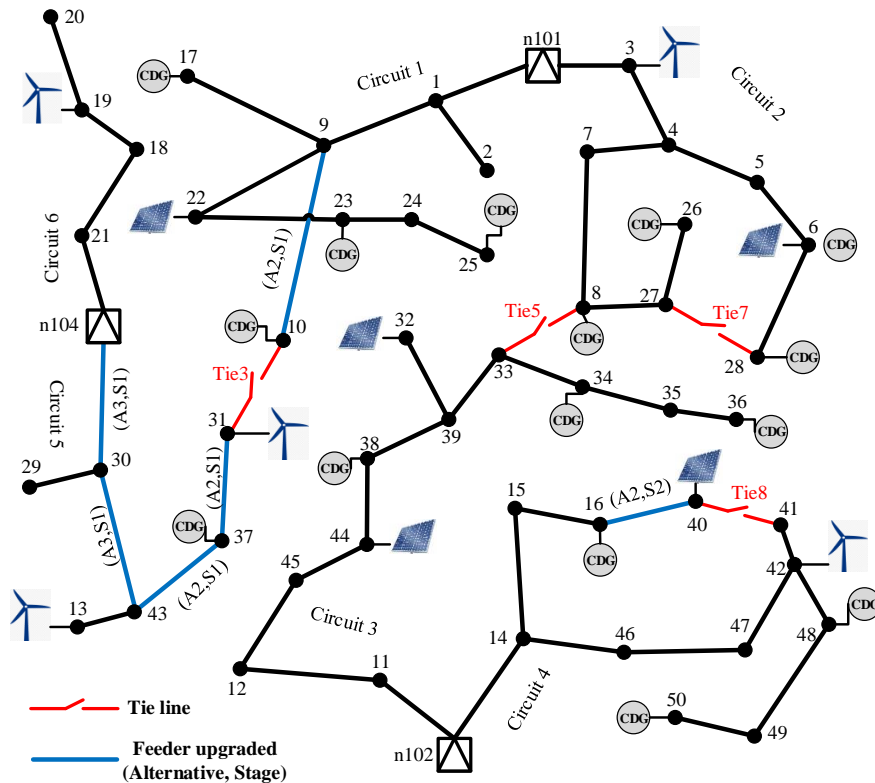 20
n101
17
CDG
Circuit 1
3
19
1
Circuit 2
9
7
4
18
2
5
22
23
24
CDG
26
6
CDG
CDG
21
Circuit 6
(A2,S1)
CDG
25
8
27
Tie5
Tie7
n104
CDG
10
32
CDG
28
CDG
Tie3
33
34
35
36
Circuit 5
(A3,S1)
31
39
CDG
CDG
29
30
38
CDG
(A2,S1)
(A3,S1)
15
16
(A2,S2)
40
Tie8
41
CDG
37
44
CDG
45
42
(A2,S1)
13
43
Circuit 3
14
46
47
48
CDG
12
11
Circuit 4
50
CDG
49
n102
Tie line
Feeder upgraded
(Alternative, Stage)